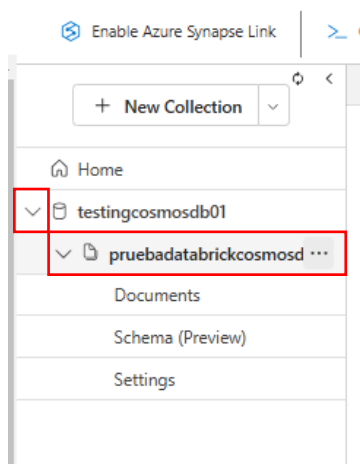 Enable Azure Synapse Link
+ New Collection
Home
testingcosmosdb01
pruebadatabrickcosmosd ...
Documents
Schema (Preview)
Settings